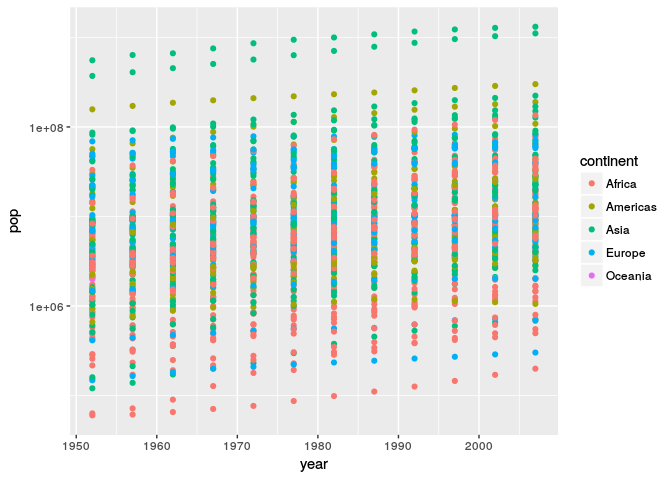 1e+08
1e+06
pop
1950
1960
1970
1980
1990
2000
year
continent
Africa
Americas
Asia
Europe
Oceania